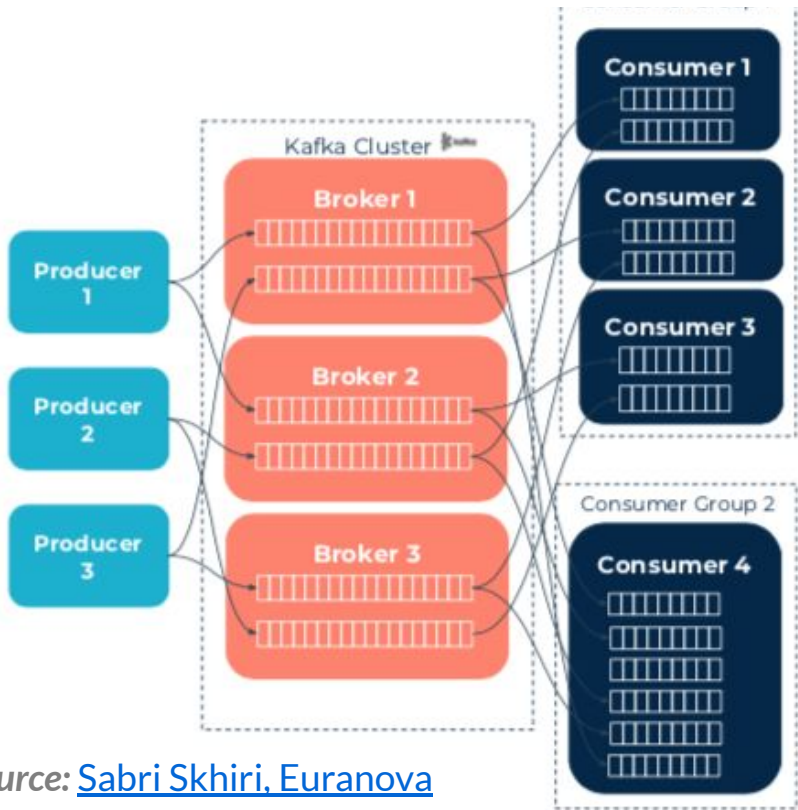 Kafka Cluster kafka
Producer
1
Producer
2
Producer
3
Broker 1
Broker 2
Broker 3
Consumer 1
Consumer 2
Consumer 3
Consumer Group 2
Consumer 4
urce: Sabri Skhiri, Euranova